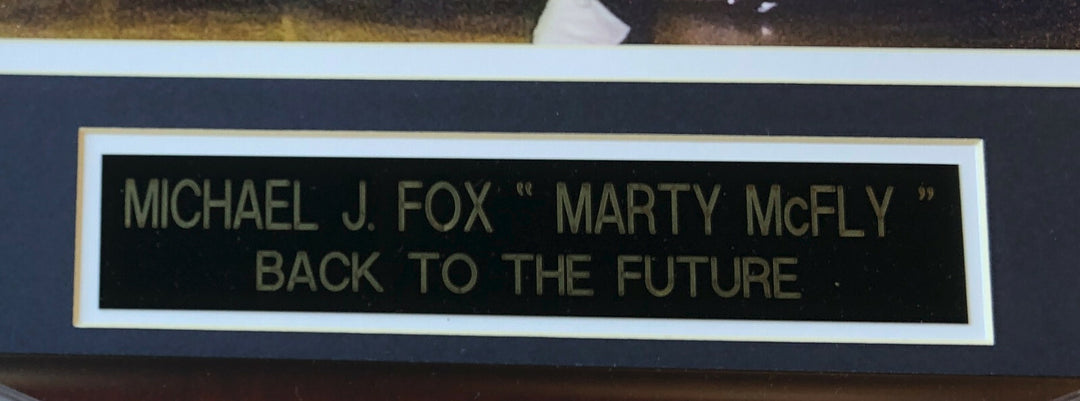 MICHAEL J. FOX “ MARTY McFLY ”
BACK TO THE FUTURE